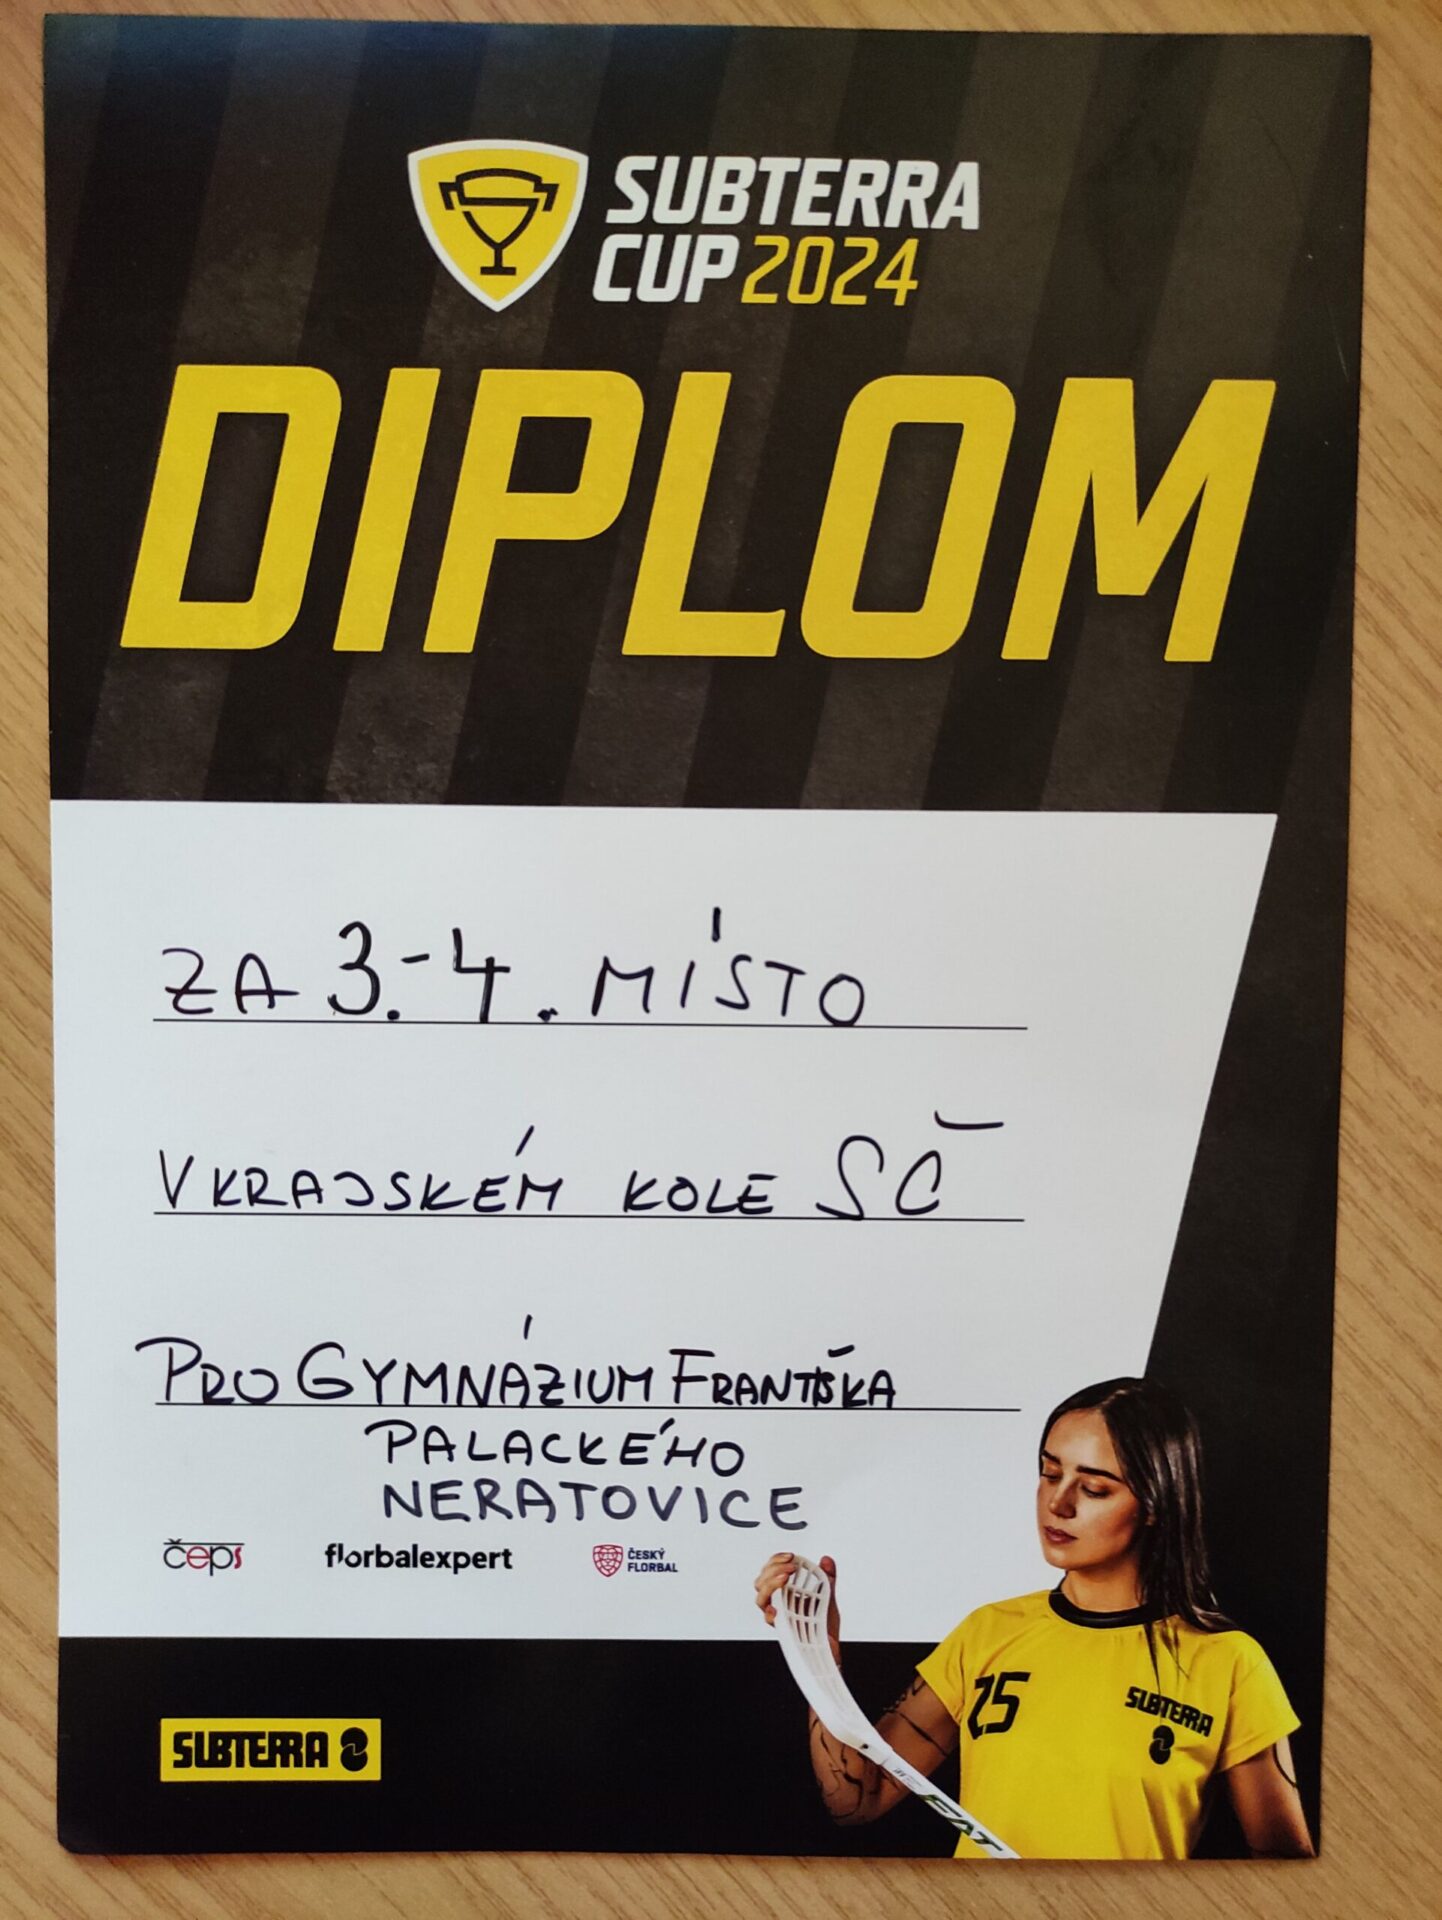 SUBTERRA
CUP 2024
DIPLOM
ZA 3.-4. MÍSTO
V KRAJSKÉM KOLE SČ
PRO GYMNÁZIUM FRANTIŠKA
PALACKÉHO
NERATOVICE
čeps
florbalexpert
ČESKÝ
FLORBAL
25
SUBTERRA
SUBTERRA
FAT